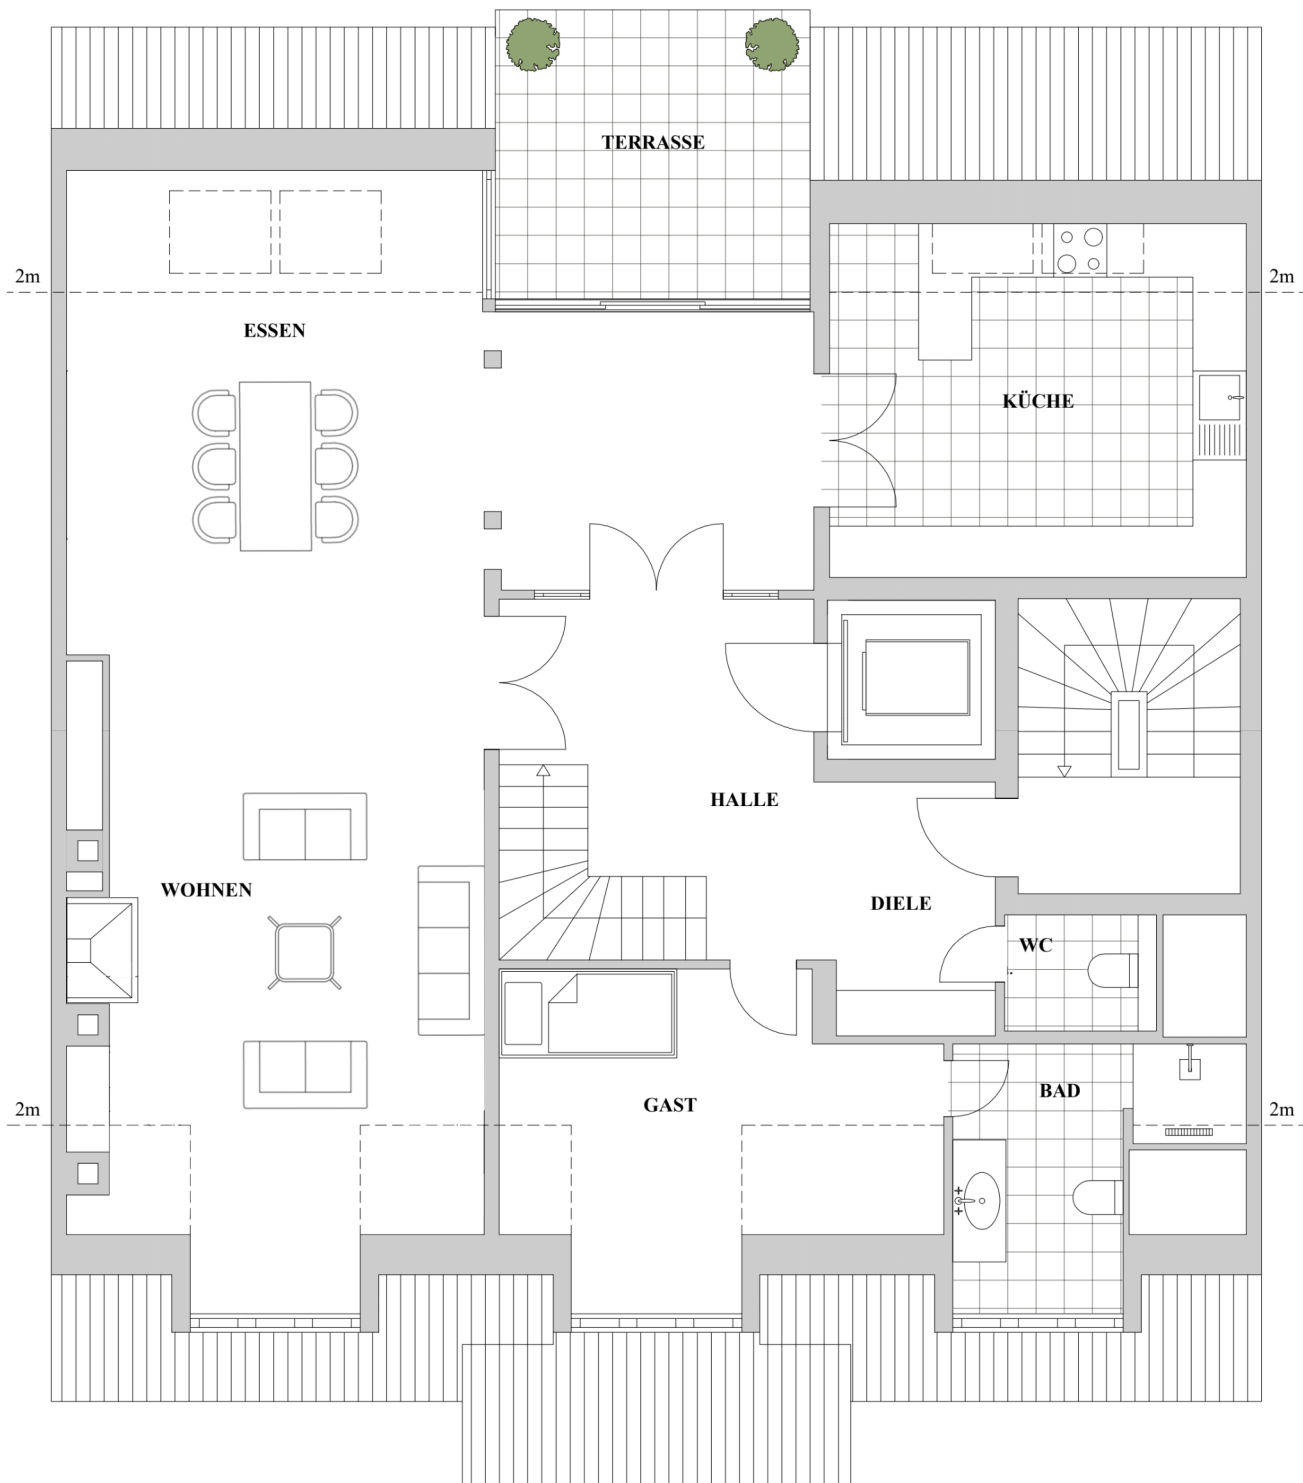 TERRASSE
2m
2m
ESSEN
KÜCHE
HALLE
WOHNEN
DIELE
WC
BAD
GAST
2m
2m